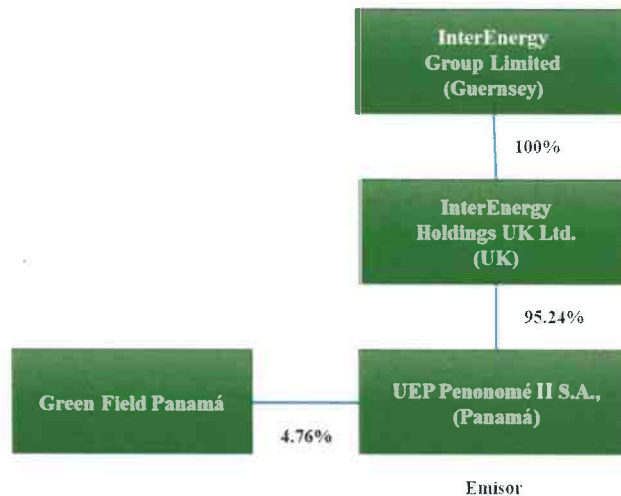 InterEnergy
Group Limited
(Guernsey)
100%
InterEnergy
Holdings UK Ltd.
(UK)
95.24%
Green Field Panamá
4.76%
UEP Penonomé II S.A.,
(Panamá)
Emisor